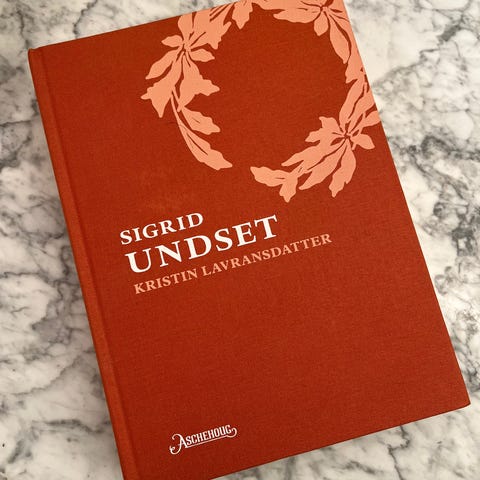 SIGRID
UNDSET
KRISTIN LAVRANSDATTER
ASCHEHOUG